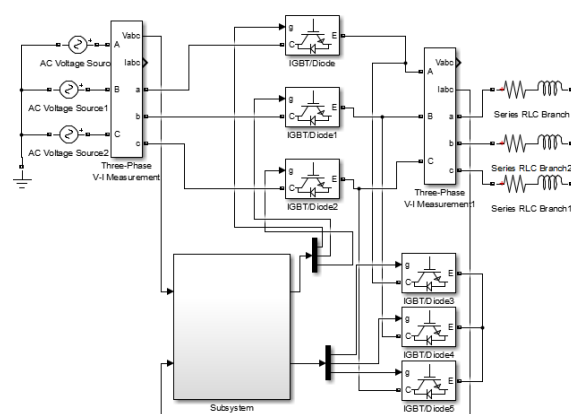 Vabc
Iabc
A
B
C
a
b
c
AC Voltage Source
AC Voltage Source1
AC Voltage Source2
Three-Phase
V-I Measurement
g
C
E
IGBT/Diode
g
C
E
IGBT/Diode1
g
C
E
IGBT/Diode2
Vabc
Iabc
A
B
C
a
b
c
Three-Phase
V-I Measurement1
Series RLC Branch
Series RLC Branch2
Series RLC Branch1
g
C
E
IGBT/Diode3
g
C
E
IGBT/Diode4
g
C
E
IGBT/Diode5
Subsystem